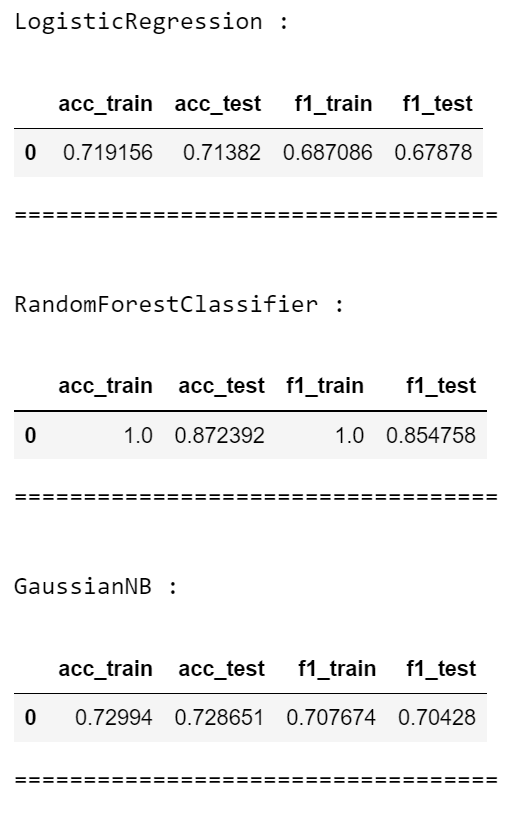 LogisticRegression :
acc_train acc_test f1_train f1_test
0 0.719156 0.71382 0.687086 0.67878
===================================
RandomForestClassifier :
acc_train acc_test f1_train f1_test
0 1.0 0.872392 1.0 0.854758
===================================
GaussianNB :
acc_train acc_test f1_train f1_test
0 0.72994 0.728651 0.707674 0.70428
===================================